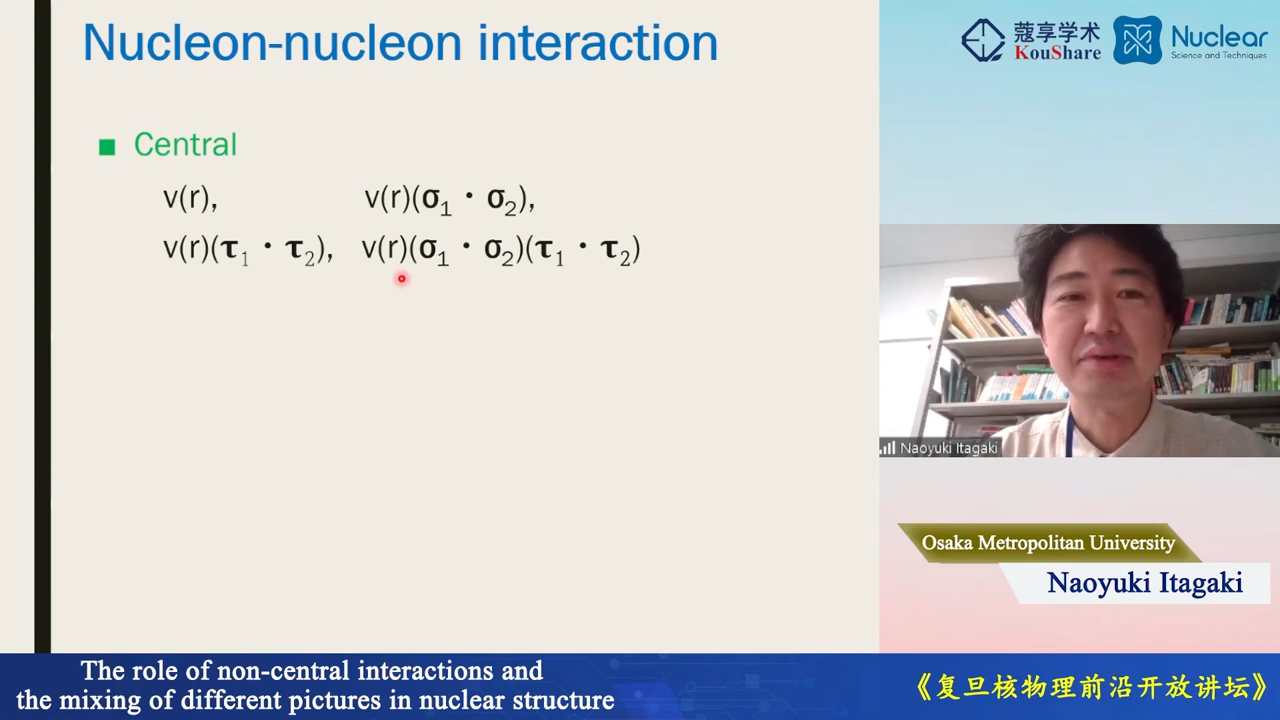 Nucleon-nucleon interaction
■ Central
v(r), v(r)(σ₁・σ₂),
v(r)(τ₁・τ₂), v(r)(σ₁・σ₂)(τ₁・τ₂)
蔻享学术
KouShare
Nuclear
Science and Techniques
Naoyuki Itagaki
Osaka Metropolitan University
Naoyuki Itagaki
The role of non-central interactions and
the mixing of different pictures in nuclear structure
《复旦核物理前沿开放讲坛》